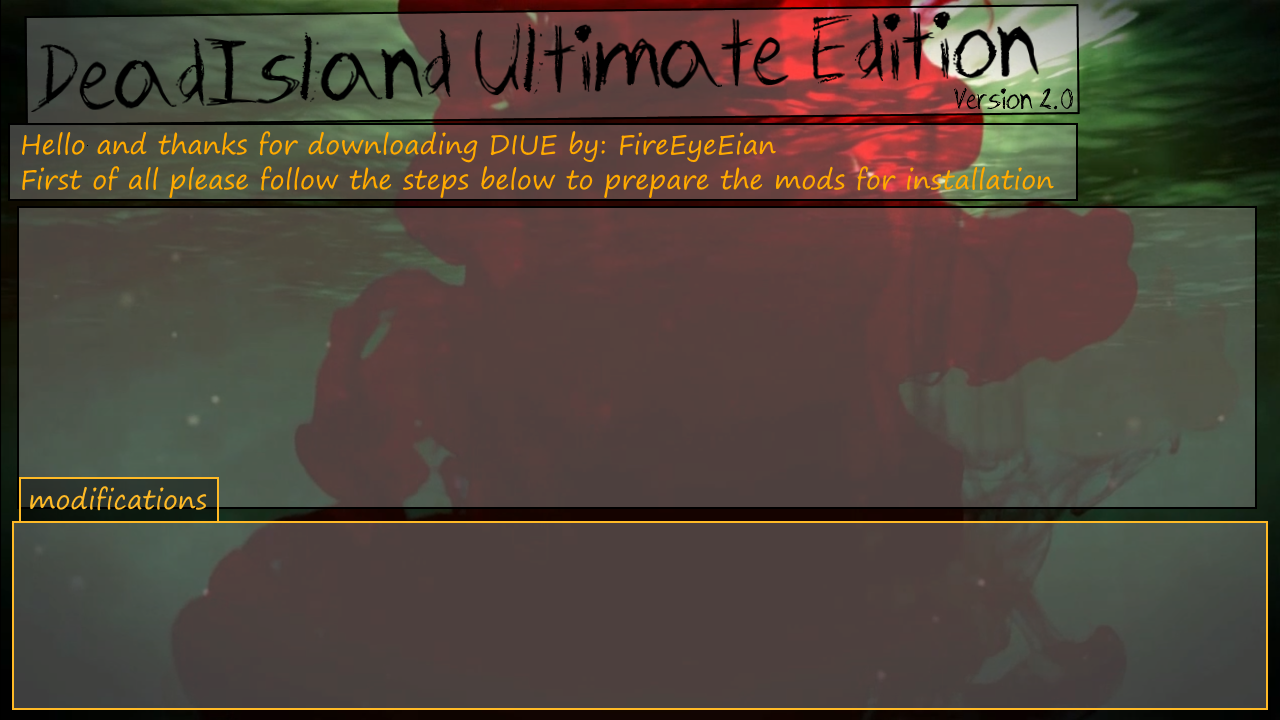 DeadIsland Ultimate Edition
Version 2.0
Hello and thanks for downloading DIUE by: FireEyeEian
First of all please follow the steps below to prepare the mods for installation
modifications